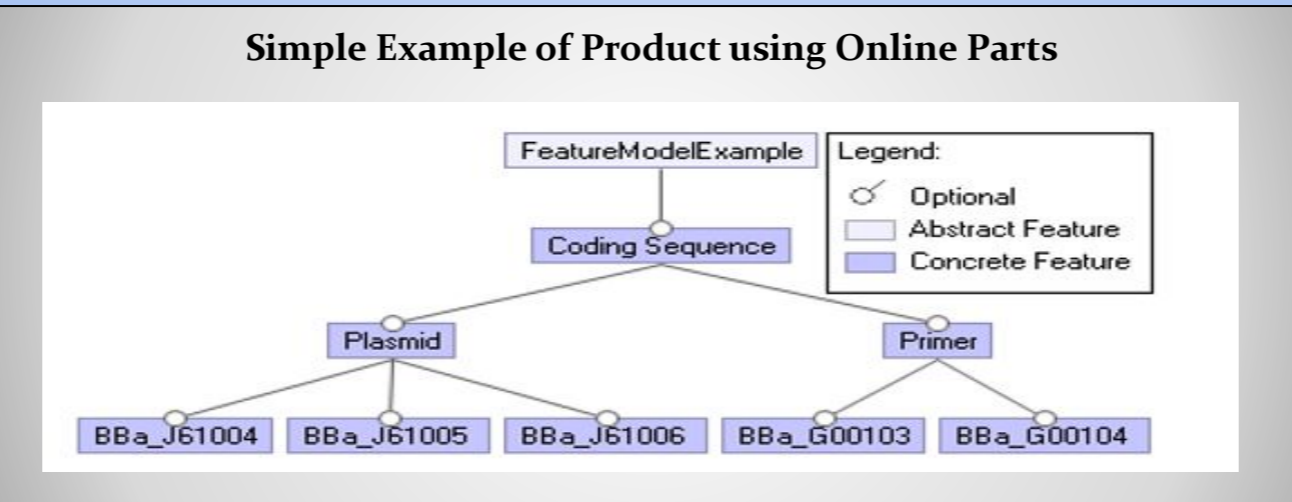 Simple Example of Product using Online Parts
FeatureModelExample
Legend:
Optional
Abstract Feature
Concrete Feature
Coding Sequence
Plasmid
Primer
BBa_J61004
BBa_J61005
BBa_J61006
BBa_G00103
BBa_G00104